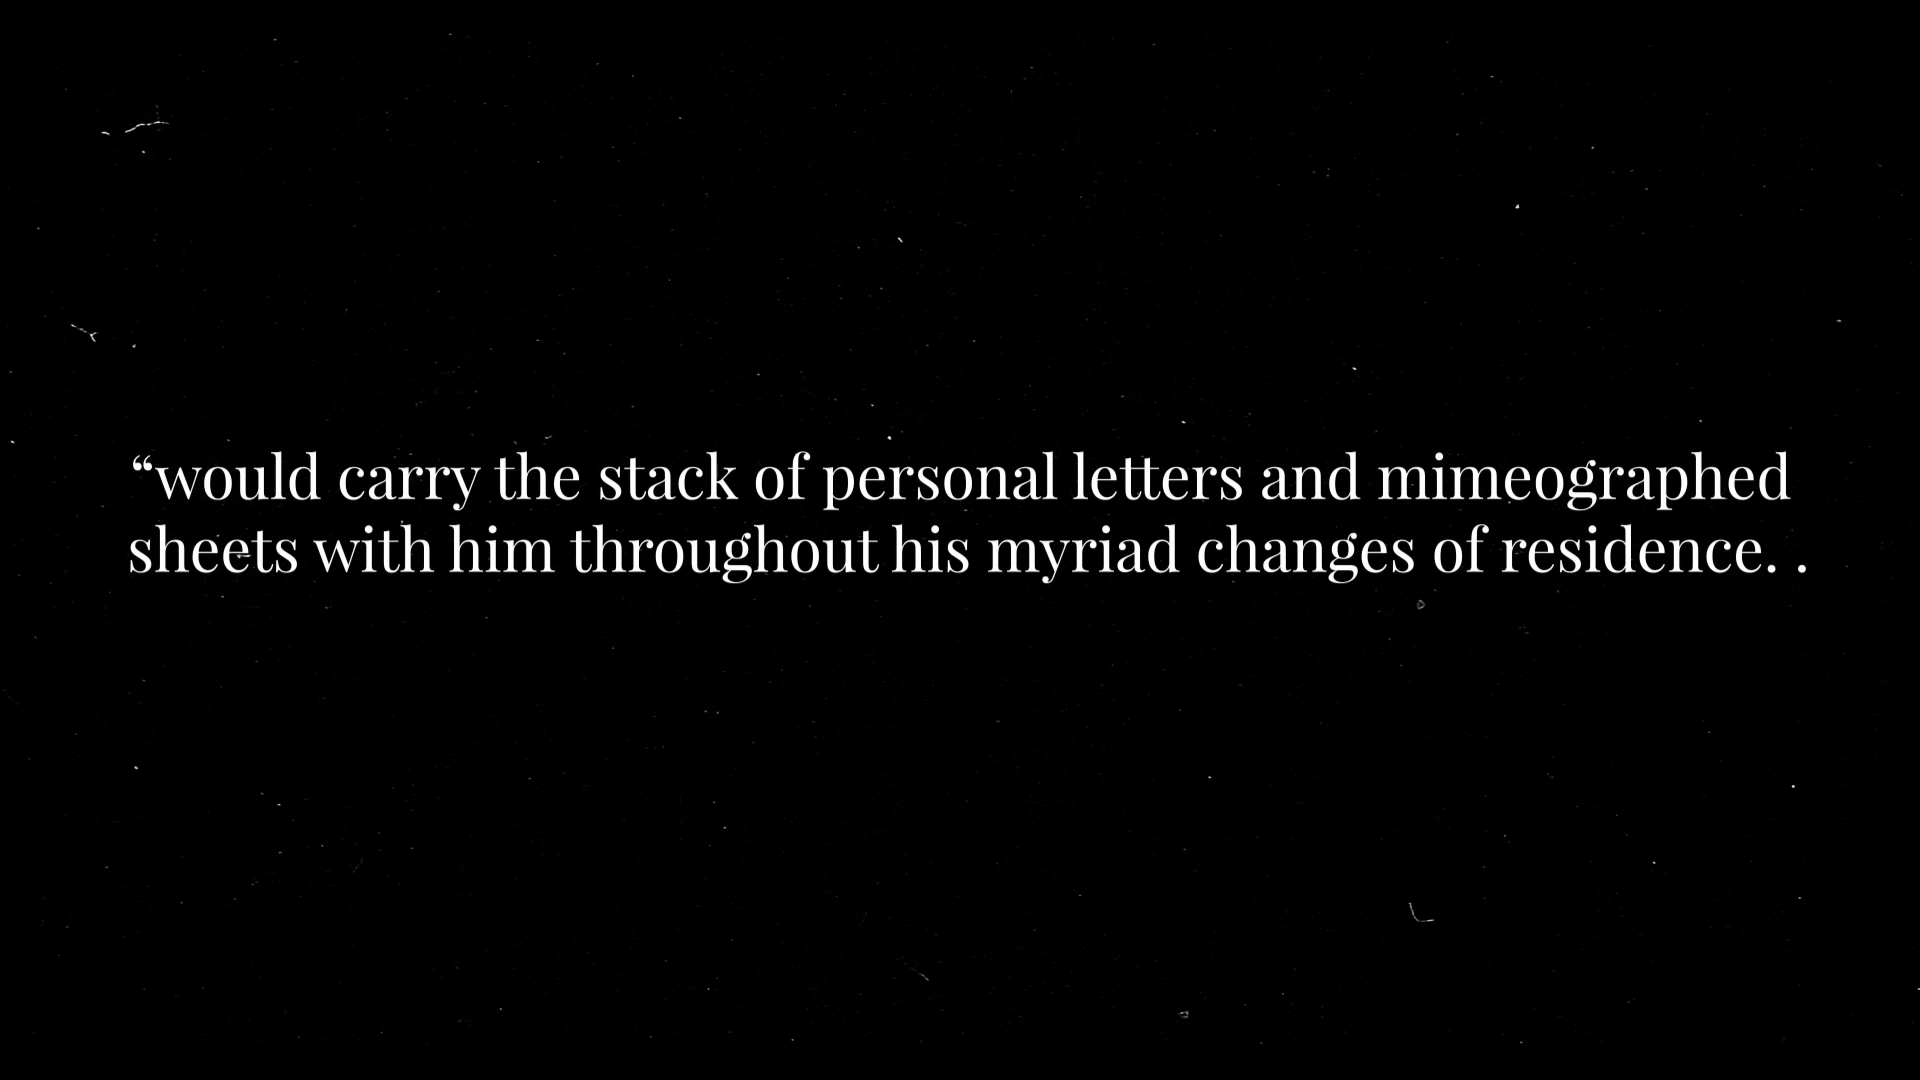 “would carry the stack of personal letters and mimeographed
sheets with him throughout his myriad changes of residence. .